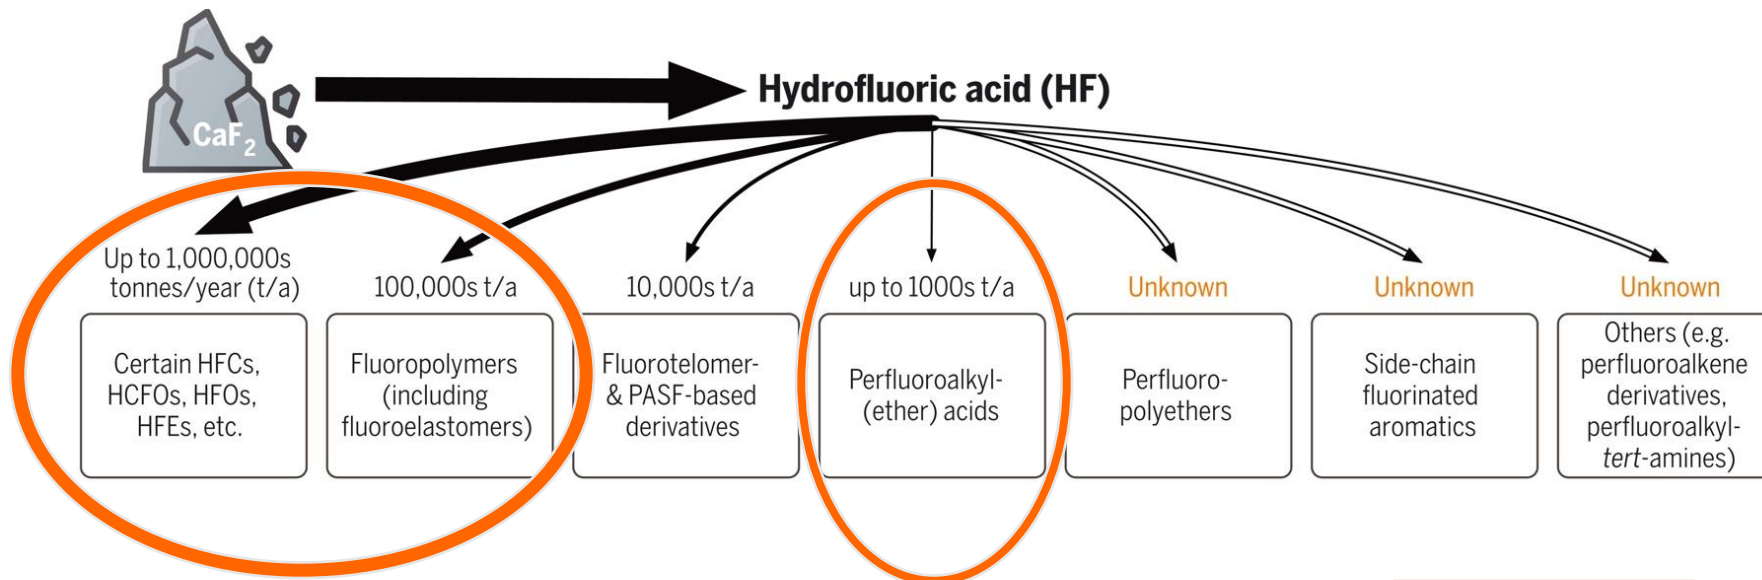 CaF2
Hydrofluoric acid (HF)
Up to 1,000,000s
tonnes/year (t/a)
Certain HFCs,
HCFOs, HFOs,
HFEs, etc.
100,000s t/a
Fluoropolymers
(including
fluoroelastomers)
10,000s t/a
Fluorotelomer-
& PASF-based
derivatives
up to 1000s t/a
Perfluoroalkyl-
(ether) acids
Unknown
Perfluoro-
polyethers
Unknown
Side-chain
fluorinated
aromatics
Unknown
Others (e.g.
perfluoroalkene
derivatives,
perfluoroalkyl-
tert-amines)